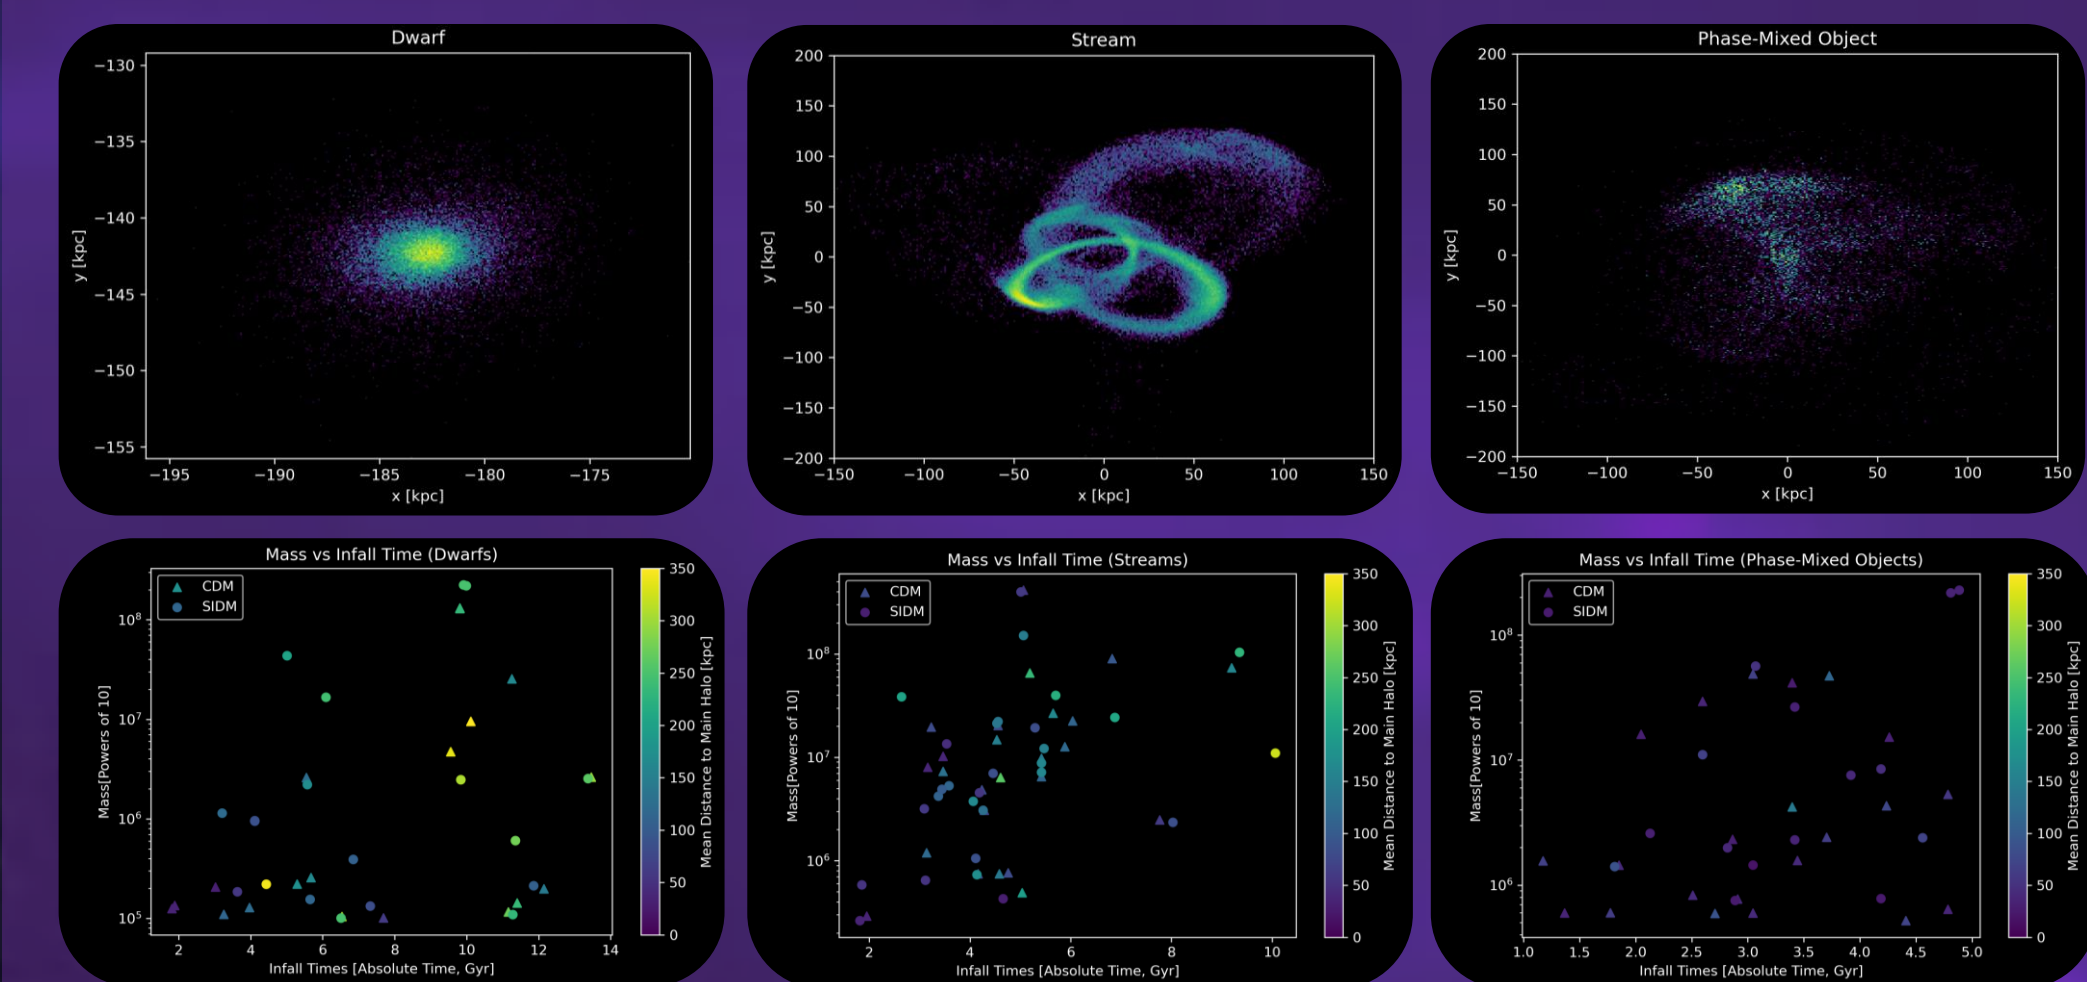 Dwarf
−130
−135
−140
−145
−150
−155
y [kpc]
−195 −190 −185 −180 −175
x [kpc]
Stream
200
150
100
50
0
−50
−100
−150
−200
y [kpc]
−150 −100 −50 0 50 100 150
x [kpc]
Phase-Mixed Object
200
150
100
50
0
−50
−100
−150
−200
y [kpc]
−150 −100 −50 0 50 100 150
x [kpc]
Mass vs Infall Time (Dwarfs)
CDM
SIDM
10⁸
10⁷
10⁶
10⁵
Mass[Powers of 10]
2 4 6 8 10 12 14
Infall Times [Absolute Time, Gyr]
350
300
250
200
150
100
50
0
Mean Distance to Main Halo [kpc]
Mass vs Infall Time (Streams)
CDM
SIDM
10⁸
10⁷
10⁶
Mass[Powers of 10]
2 4 6 8 10
Infall Times [Absolute Time, Gyr]
350
300
250
200
150
100
50
0
Mean Distance to Main Halo [kpc]
Mass vs Infall Time (Phase-Mixed Objects)
CDM
SIDM
10⁸
10⁷
10⁶
Mass[Powers of 10]
1.0 1.5 2.0 2.5 3.0 3.5 4.0 4.5 5.0
Infall Times [Absolute Time, Gyr]
350
300
250
200
150
100
50
0
Mean Distance to Main Halo [kpc]